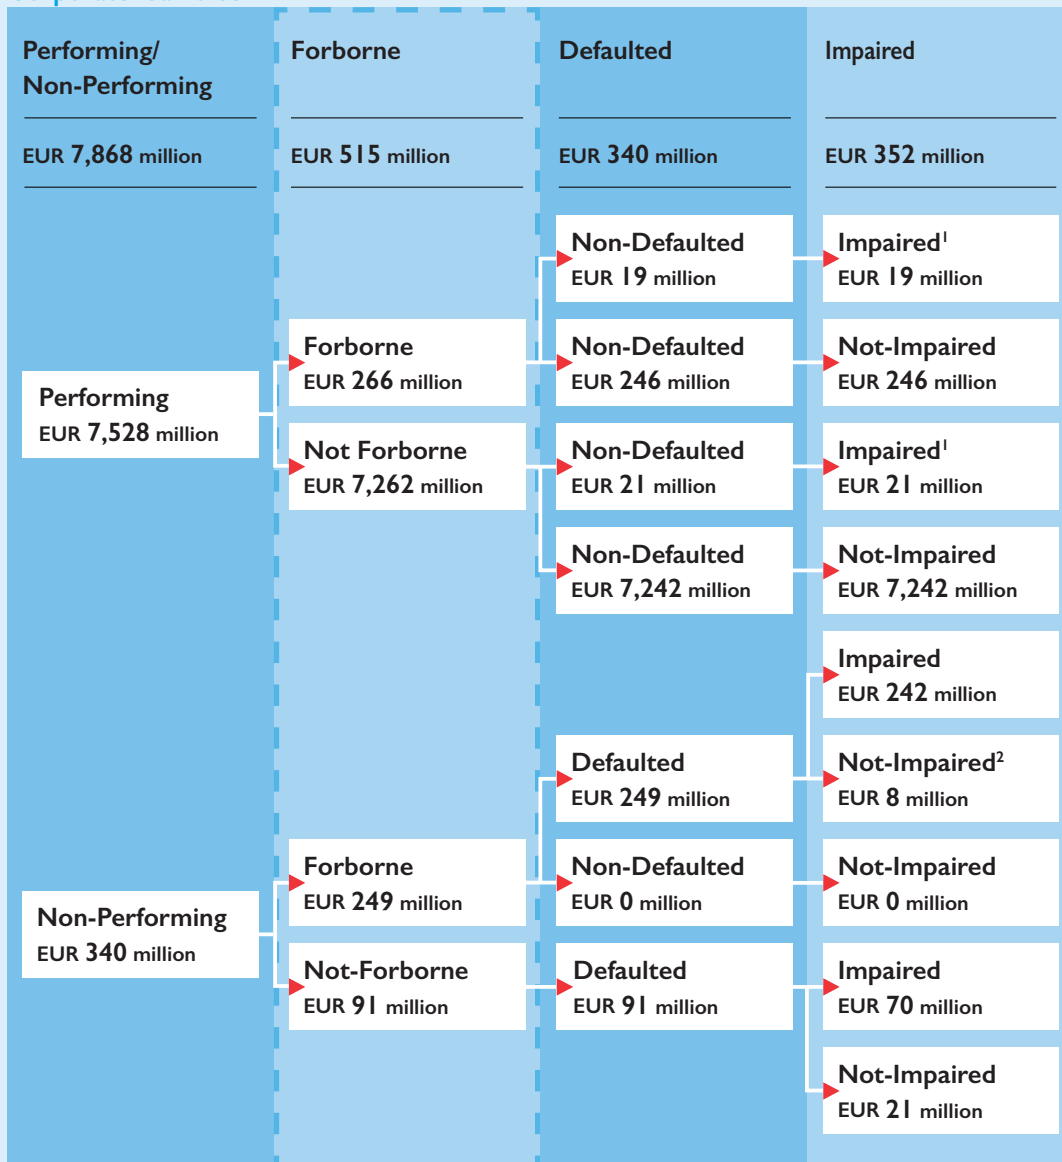 Performing/
Non-Performing
EUR 7,868 million
Forborne
EUR 515 million
Defaulted
EUR 340 million
Impaired
EUR 352 million
Performing
EUR 7,528 million
Forborne
EUR 266 million
Not Forborne
EUR 7,262 million
Non-Defaulted
EUR 19 million
Non-Defaulted
EUR 246 million
Non-Defaulted
EUR 21 million
Non-Defaulted
EUR 7,242 million
Impaired¹
EUR 19 million
Not-Impaired
EUR 246 million
Impaired¹
EUR 21 million
Not-Impaired
EUR 7,242 million
Non-Performing
EUR 340 million
Forborne
EUR 249 million
Not-Forborne
EUR 91 million
Defaulted
EUR 249 million
Non-Defaulted
EUR 0 million
Defaulted
EUR 91 million
Impaired
EUR 242 million
Not-Impaired²
EUR 8 million
Not-Impaired
EUR 0 million
Impaired
EUR 70 million
Not-Impaired
EUR 21 million